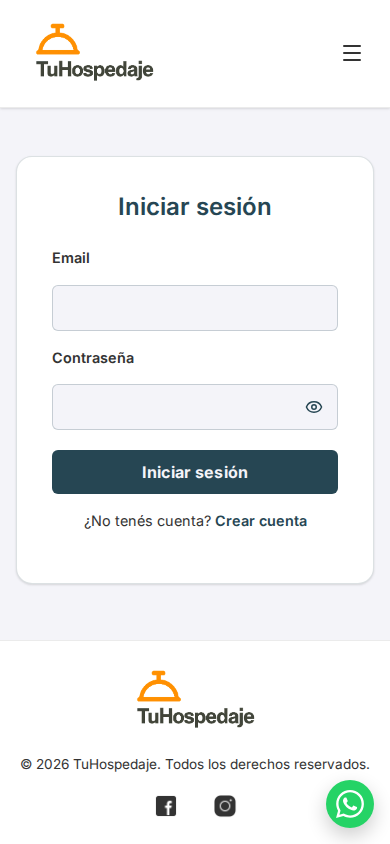 TuHospedaje
Iniciar sesión
Email
Contraseña
Iniciar sesión
¿No tenés cuenta? Crear cuenta
TuHospedaje
© 2026 TuHospedaje. Todos los derechos reservados.